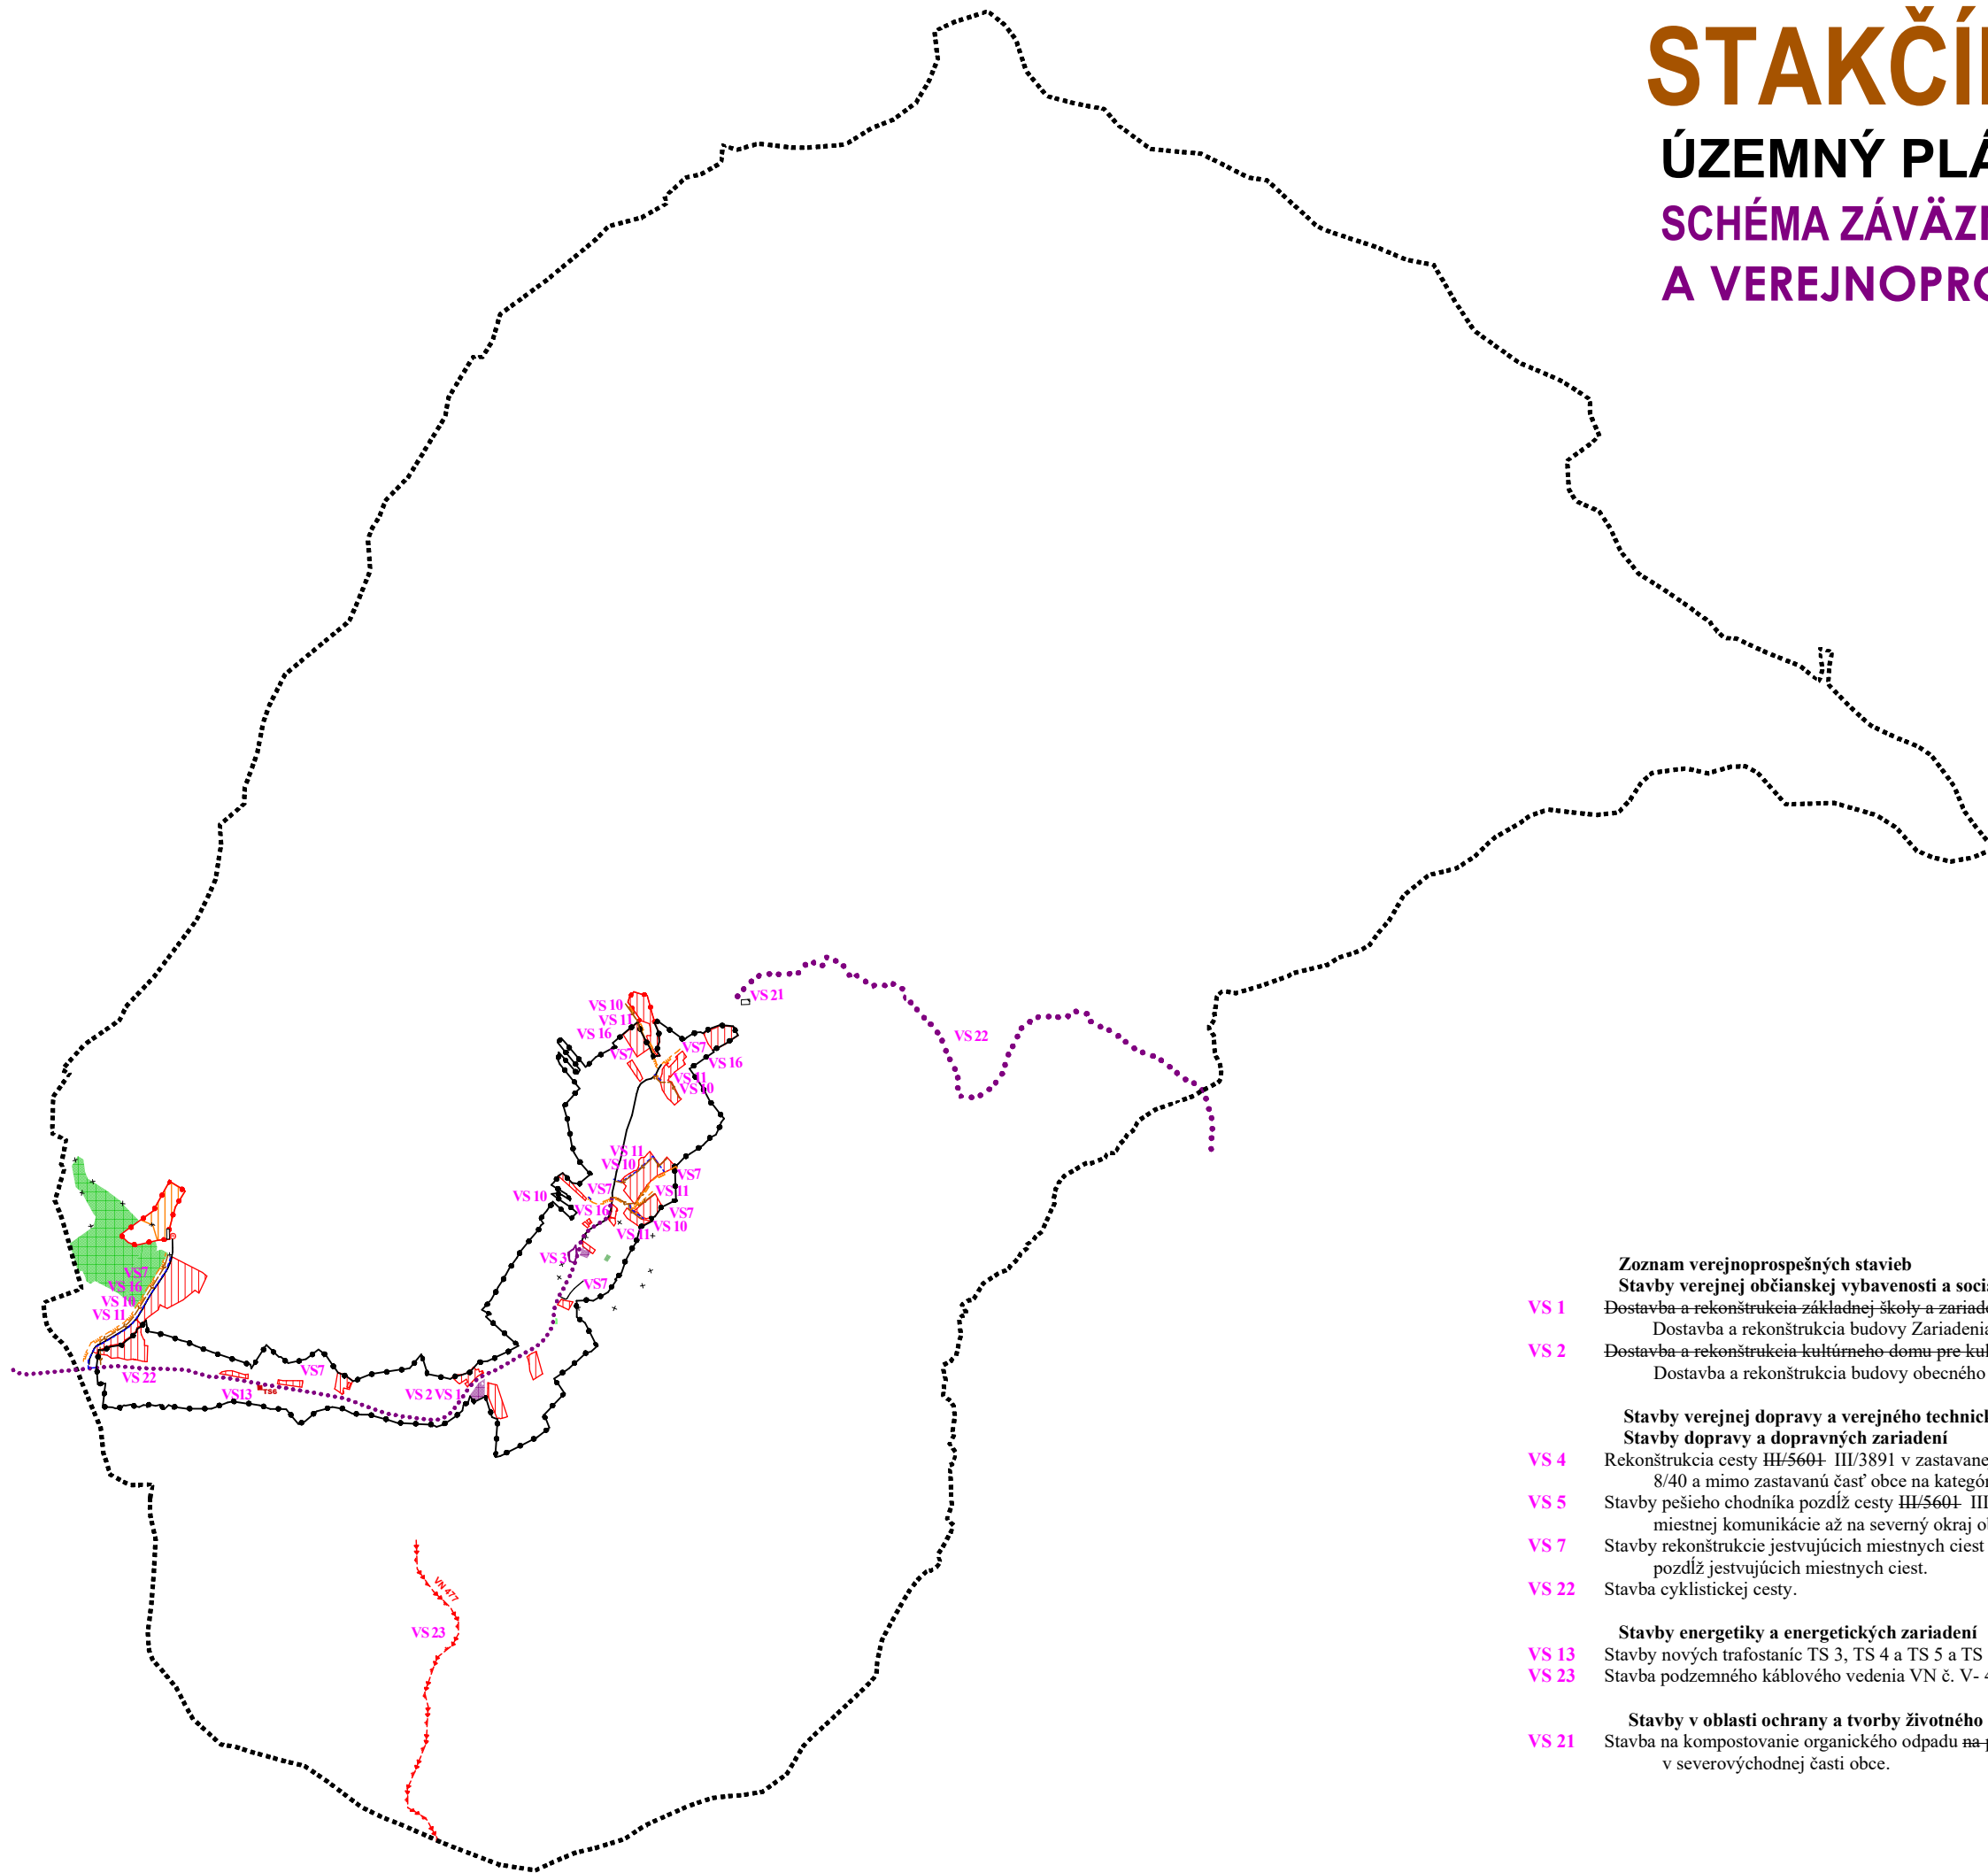 STAKČÍ
ÚZEMNÝ PLÁ
SCHÉMA ZÁVÄZ
A VEREJNOPRO
VS 21
VS 10
VS 11
VS 16
VS7
VS7
VS 16
VS 11
VS 10
VS 22
VS 11
VS 10
VS7
VS 10
VS7
VS 11
VS 16
VS7
VS 10
VS 11
VS 3
VS7
VS7
VS 16
VS 10
VS 11
VS 22
VS7
VS13
TS6
VS 2 VS 1
VN 477
VS 23
Zoznam verejnoprospešných stavieb
Stavby verejnej občianskej vybavenosti a soci
VS 1 Dostavba a rekonštrukcia základnej školy a zariad
Dostavba a rekonštrukcia budovy Zariadenia
VS 2 Dostavba a rekonštrukcia kultúrneho domu pre kul
Dostavba a rekonštrukcia budovy obecného
Stavby verejnej dopravy a verejného technic
Stavby dopravy a dopravných zariadení
VS 4 Rekonštrukcia cesty III/5601 III/3891 v zastavane
8/40 a mimo zastavanú časť obce na kategór
VS 5 Stavby pešieho chodníka pozdĺž cesty III/5601 III
miestnej komunikácie až na severný okraj o
VS 7 Stavby rekonštrukcie jestvujúcich miestnych ciest
pozdĺž jestvujúcich miestnych ciest.
VS 22 Stavba cyklistickej cesty.
Stavby energetiky a energetických zariadení
VS 13 Stavby nových trafostaníc TS 3, TS 4 a TS 5 a TS
VS 23 Stavba podzemného káblového vedenia VN č. V- 4
Stavby v oblasti ochrany a tvorby životného
VS 21 Stavba na kompostovanie organického odpadu na p
v severovýchodnej časti obce.